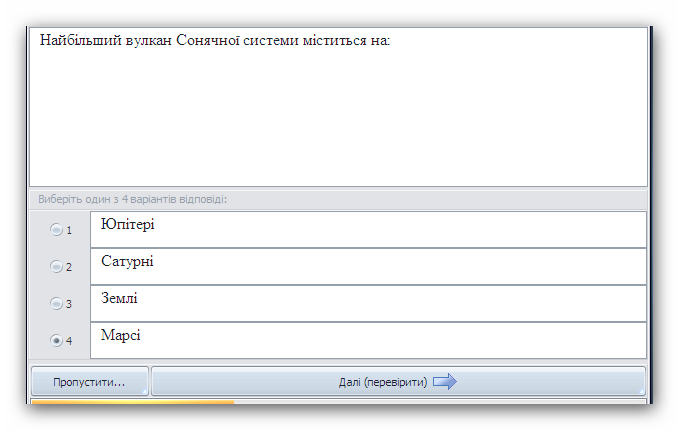 Найбільший вулкан Сонячної системи міститься на:
Виберіть один з 4 варіантів відповіді:
1 Юпітері
2 Сатурні
3 Землі
4 Марсі
Пропустити... Далі (перевірити)